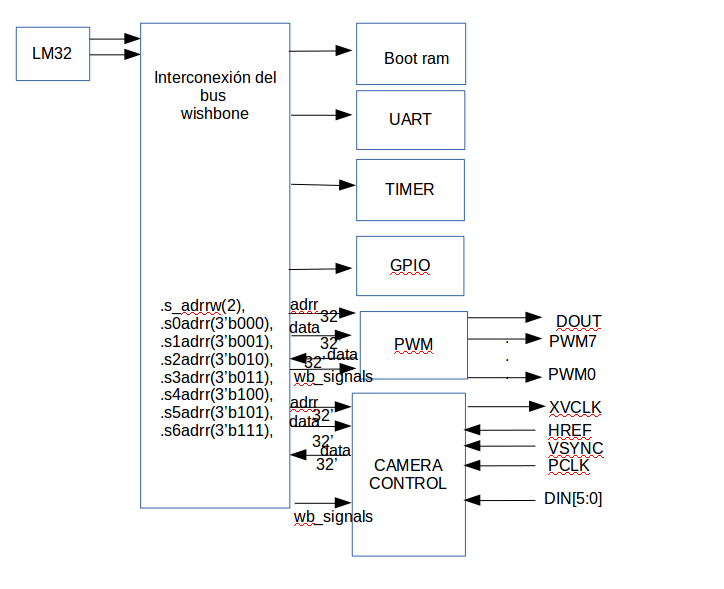 LM32
Interconexión del
bus
wishbone
.s_adrrw(2),
.s0adrr(3'b000),
.s1adrr(3'b001),
.s2adrr(3'b010),
.s3adrr(3'b011),
.s4adrr(3'b100),
.s5adrr(3'b101),
.s6adrr(3'b111),
Boot ram
UART
TIMER
GPIO
adrr
32'
data
32'
data
32'
wb_signals
PWM
DOUT
PWM7
.
.
.
PWM0
adrr
32'
data
32'
data
32'
wb_signals
CAMERA
CONTROL
XVCLK
HREF
VSYNC
PCLK
DIN[5:0]